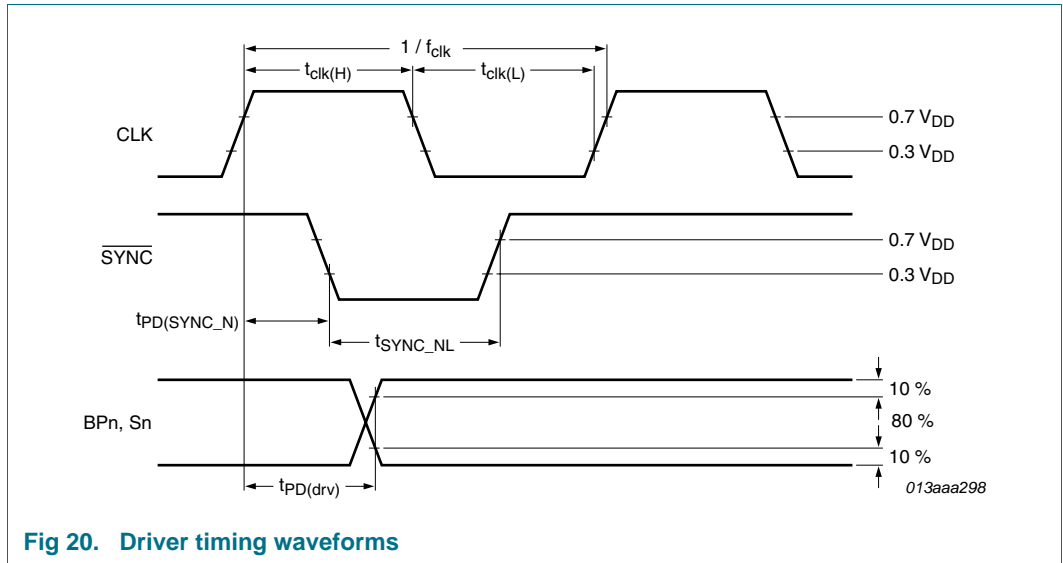 1 / fclk
tclk(H)
tclk(L)
CLK
0.7 VDD
0.3 VDD
SYNC
0.7 VDD
0.3 VDD
tPD(SYNC_N)
tSYNC_NL
BPn, Sn
10 %
80 %
10 %
tPD(drv)
013aaa298
Fig 20. Driver timing waveforms